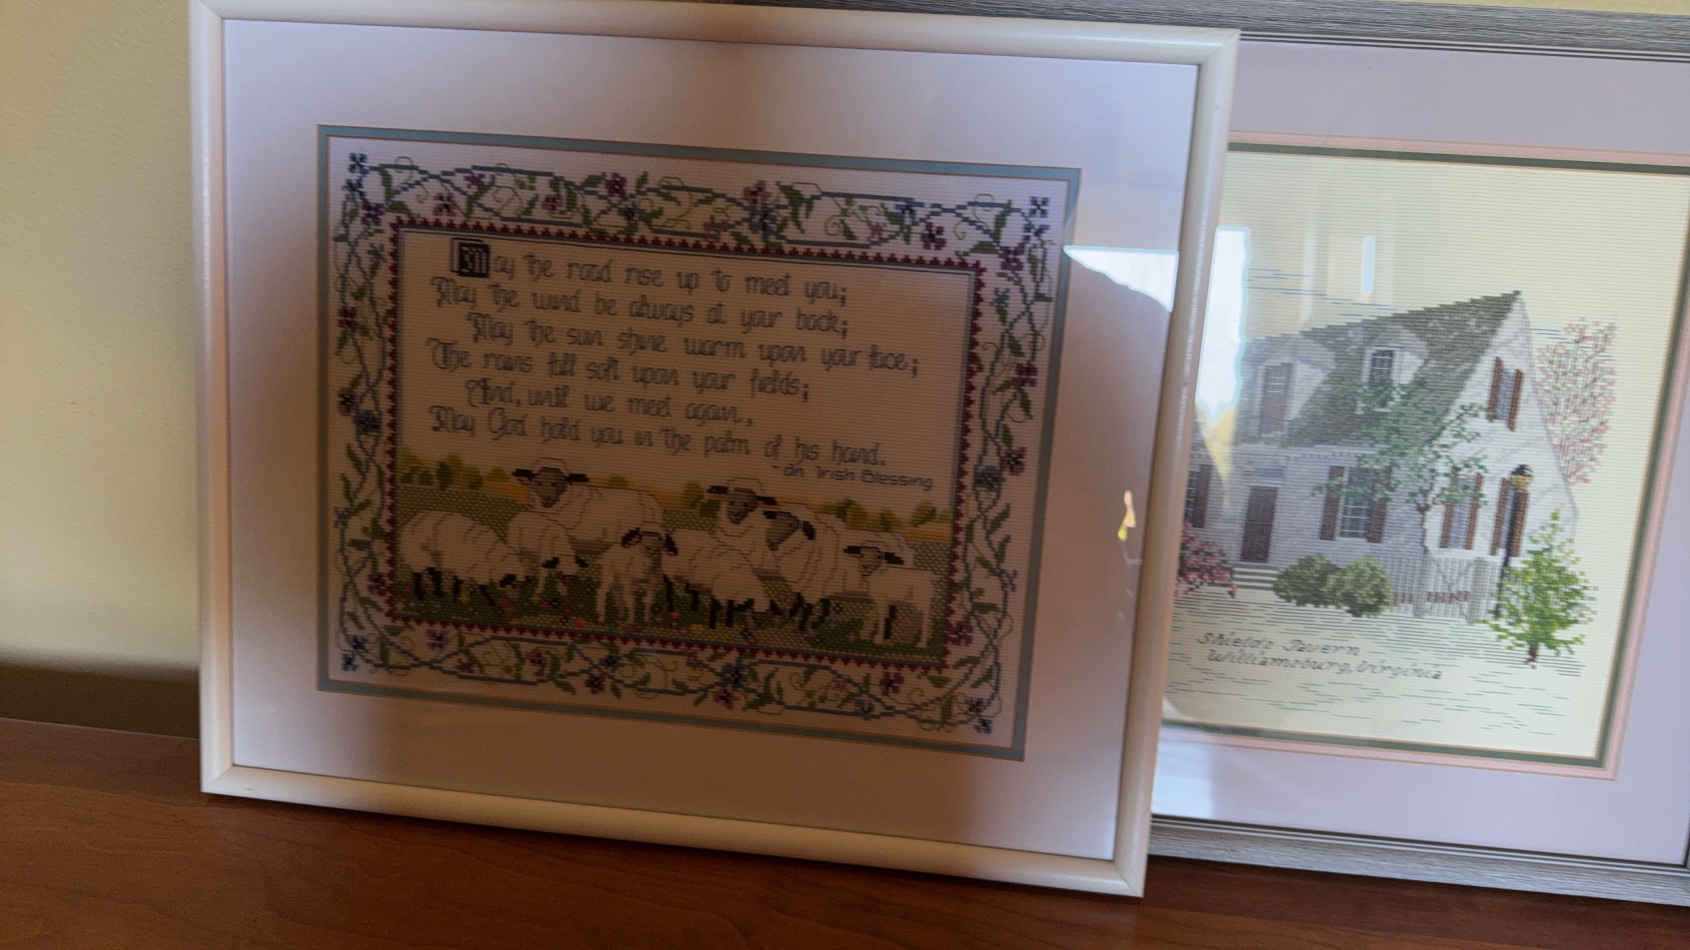 May the road rise up to meet you;
May the wind be always at your back;
May the sun shine warm upon your face;
The rains fall soft upon your fields;
And, until we meet again,
May God hold you in the palm of his hand.
~an Irish Blessing
Shields Tavern
Williamsburg, Virginia